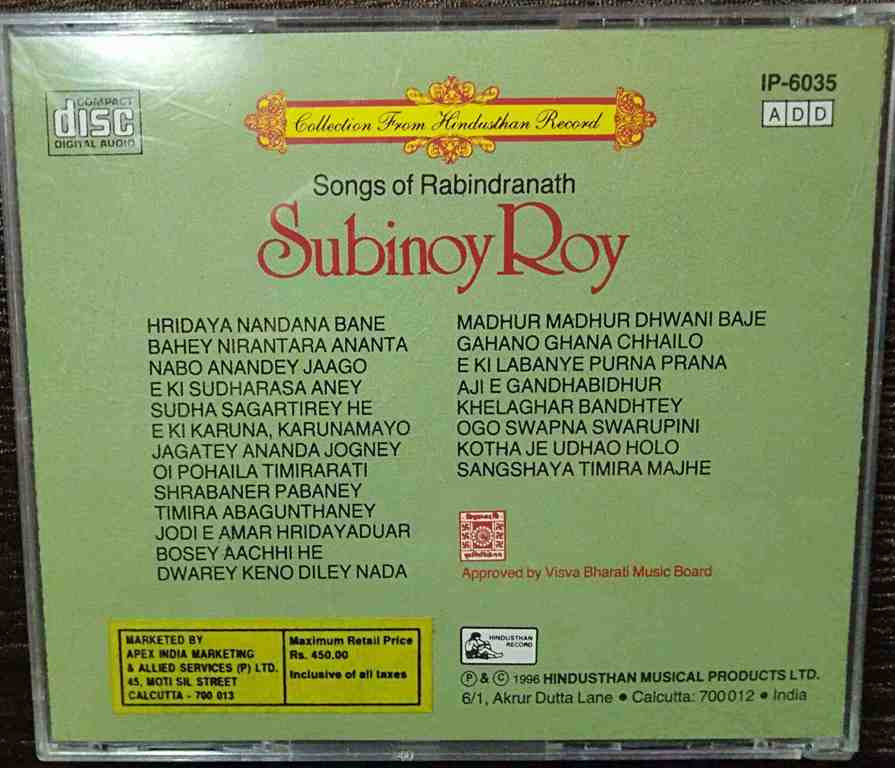 COMPACT
disc
DIGITAL AUDIO
Collection From Hindusthan Record
IP-6035
ADD
Songs of Rabindranath
Subinoy Roy
HRIDAYA NANDANA BANE
BAHEY NIRANTARA ANANTA
NABO ANANDEY JAAGO
E KI SUDHARASA ANEY
SUDHA SAGARTIREY HE
E KI KARUNA, KARUNAMAYO
JAGATEY ANANDA JOGNEY
OI POHAILA TIMIRARATI
SHRABANER PABANEY
TIMIRA ABAGUNTHANEY
JODI E AMAR HRIDAYADUAR
BOSEY AACHHI HE
DWAREY KENO DILEY NADA
MADHUR MADHUR DHWANI BAJE
GAHANO GHANA CHHAILO
E KI LABANYE PURNA PRANA
AJI E GANDHABIDHUR
KHELAGHAR BANDHTEY
OGO SWAPNA SWARUPINI
KOTHA JE UDHAO HOLO
SANGSHAYA TIMIRA MAJHE
Approved by Visva Bharati Music Board
MARKETED BY
APEX INDIA MARKETING
& ALLIED SERVICES (P) LTD.
45, MOTI SIL STREET
CALCUTTA - 700 013
Maximum Retail Price
Rs. 450.00
Inclusive of all taxes
HINDUSTHAN
RECORD
Ⓟ & © 1996 HINDUSTHAN MUSICAL PRODUCTS LTD.
6/1, Akrur Dutta Lane ● Calcutta: 700012 ● India